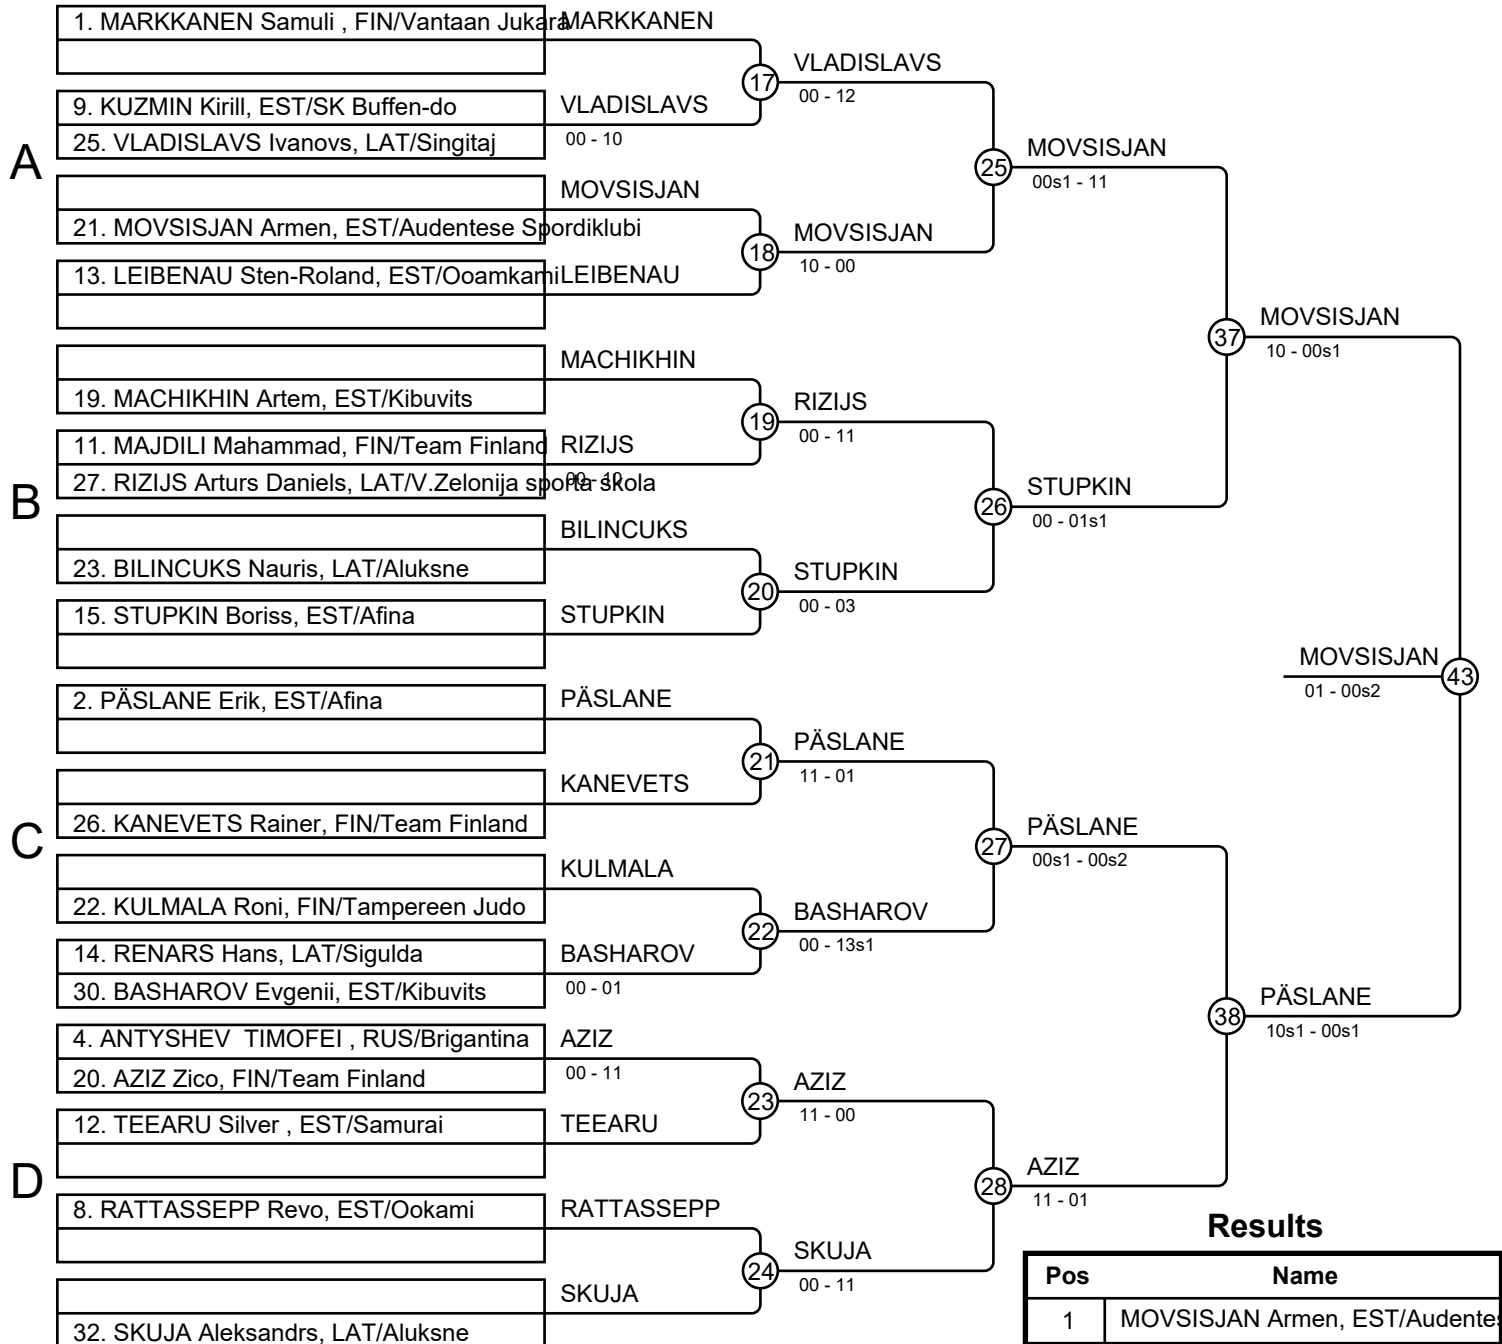 1. MARKKANEN Samuli , FIN/Vantaan Jukara
MARKKANEN
17
VLADISLAVS
00 - 12
9. KUZMIN Kirill, EST/SK Buffen-do
25. VLADISLAVS Ivanovs, LAT/Singitaj
VLADISLAVS
00 - 10
A
25
MOVSISJAN
00s1 - 11
21. MOVSISJAN Armen, EST/Audentese Spordiklubi
MOVSISJAN
18
MOVSISJAN
10 - 00
13. LEIBENAU Sten-Roland, EST/Ooamkami
LEIBENAU
37
MOVSISJAN
10 - 00s1
19. MACHIKHIN Artem, EST/Kibuvits
MACHIKHIN
19
RIZIJS
00 - 11
11. MAJDILI Mahammad, FIN/Team Finland
27. RIZIJS Arturs Daniels, LAT/V.Zelonija sporta skola
RIZIJS
00 - 10
B
26
STUPKIN
00 - 01s1
23. BILINCUKS Nauris, LAT/Aluksne
BILINCUKS
20
STUPKIN
00 - 03
15. STUPKIN Boriss, EST/Afina
STUPKIN
MOVSISJAN
01 - 00s2
43
2. PÄSLANE Erik, EST/Afina
PÄSLANE
21
PÄSLANE
11 - 01
26. KANEVETS Rainer, FIN/Team Finland
KANEVETS
C
27
PÄSLANE
00s1 - 00s2
22. KULMALA Roni, FIN/Tampereen Judo
KULMALA
22
BASHAROV
00 - 13s1
14. RENARS Hans, LAT/Sigulda
30. BASHAROV Evgenii, EST/Kibuvits
BASHAROV
00 - 01
38
PÄSLANE
10s1 - 00s1
4. ANTYSHEV  TIMOFEI , RUS/Brigantina
20. AZIZ Zico, FIN/Team Finland
AZIZ
00 - 11
23
AZIZ
11 - 00
12. TEEARU Silver , EST/Samurai
TEEARU
D
28
AZIZ
11 - 01
8. RATTASSEPP Revo, EST/Ookami
RATTASSEPP
24
SKUJA
00 - 11
32. SKUJA Aleksandrs, LAT/Aluksne
SKUJA
Results
Pos Name
1 MOVSISJAN Armen, EST/Audentes